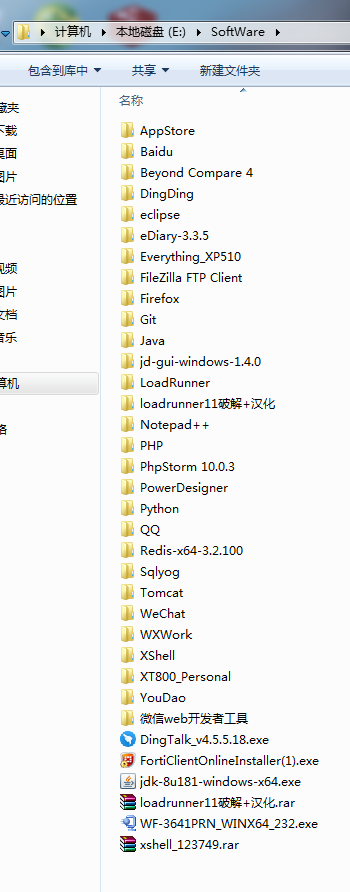 计算机 本地磁盘 (E:) SoftWare
包含到库中 共享 新建文件夹
名称
藏夹
下载
桌面
图片
最近访问的位置
视频
图片
文档
音乐
算机
络
AppStore
Baidu
Beyond Compare 4
DingDing
eclipse
eDiary-3.3.5
Everything_XP510
FileZilla FTP Client
Firefox
Git
Java
jd-gui-windows-1.4.0
LoadRunner
loadrunner11破解+汉化
Notepad++
PHP
PhpStorm 10.0.3
PowerDesigner
Python
QQ
Redis-x64-3.2.100
Sqlyog
Tomcat
WeChat
WXWork
XShell
XT800_Personal
YouDao
微信web开发者工具
DingTalk_v4.5.5.18.exe
FortiClientOnlineInstaller(1).exe
jdk-8u181-windows-x64.exe
loadrunner11破解+汉化.rar
WF-3641PRN_WINX64_232.exe
xshell_123749.rar